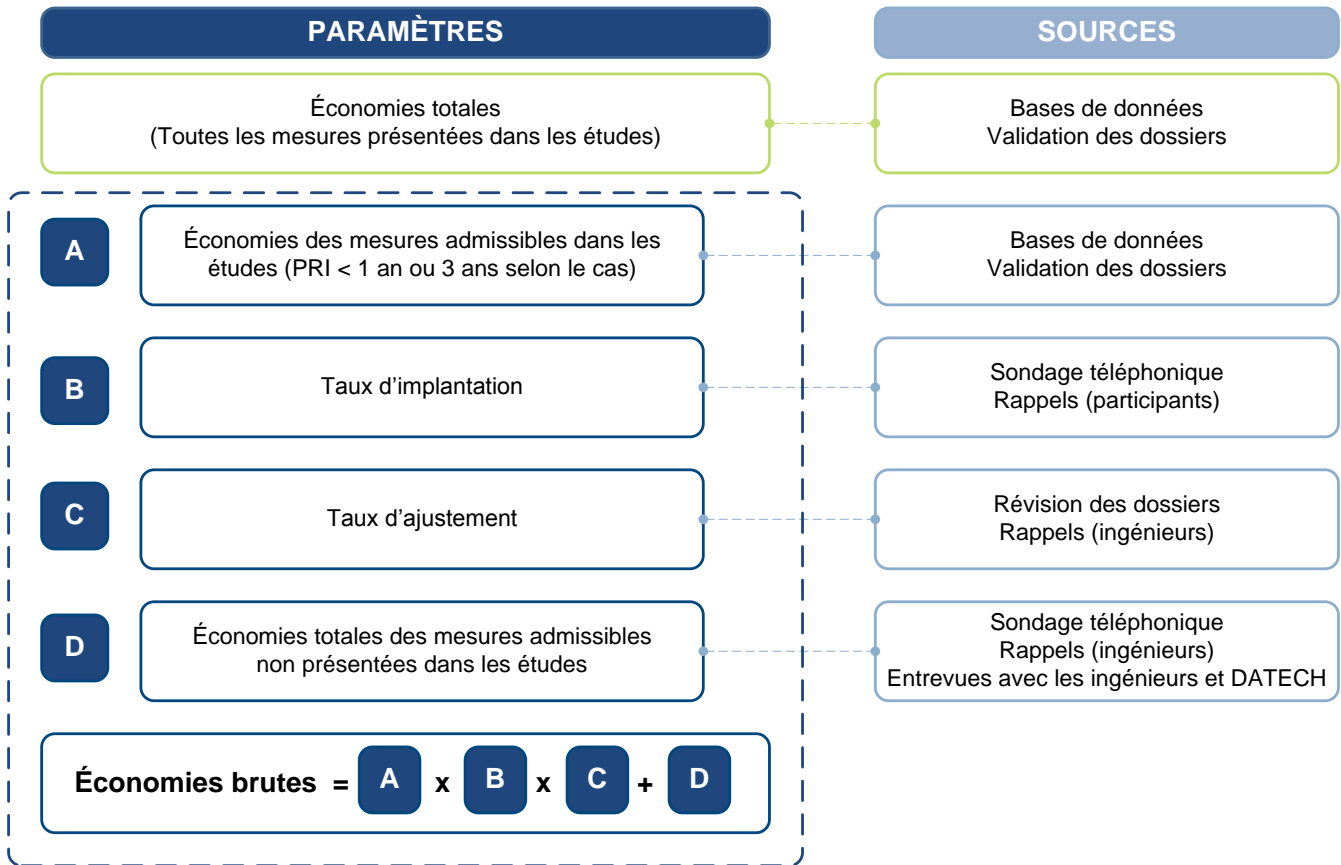 PARAMÈTRES
SOURCES
Économies totales
(Toutes les mesures présentées dans les études)
Bases de données
Validation des dossiers
A
Économies des mesures admissibles dans les
études (PRI < 1 an ou 3 ans selon le cas)
Bases de données
Validation des dossiers
B
Taux d'implantation
Sondage téléphonique
Rappels (participants)
C
Taux d'ajustement
Révision des dossiers
Rappels (ingénieurs)
D
Économies totales des mesures admissibles
non présentées dans les études
Sondage téléphonique
Rappels (ingénieurs)
Entrevues avec les ingénieurs et DATECH
Économies brutes = A x B x C + D